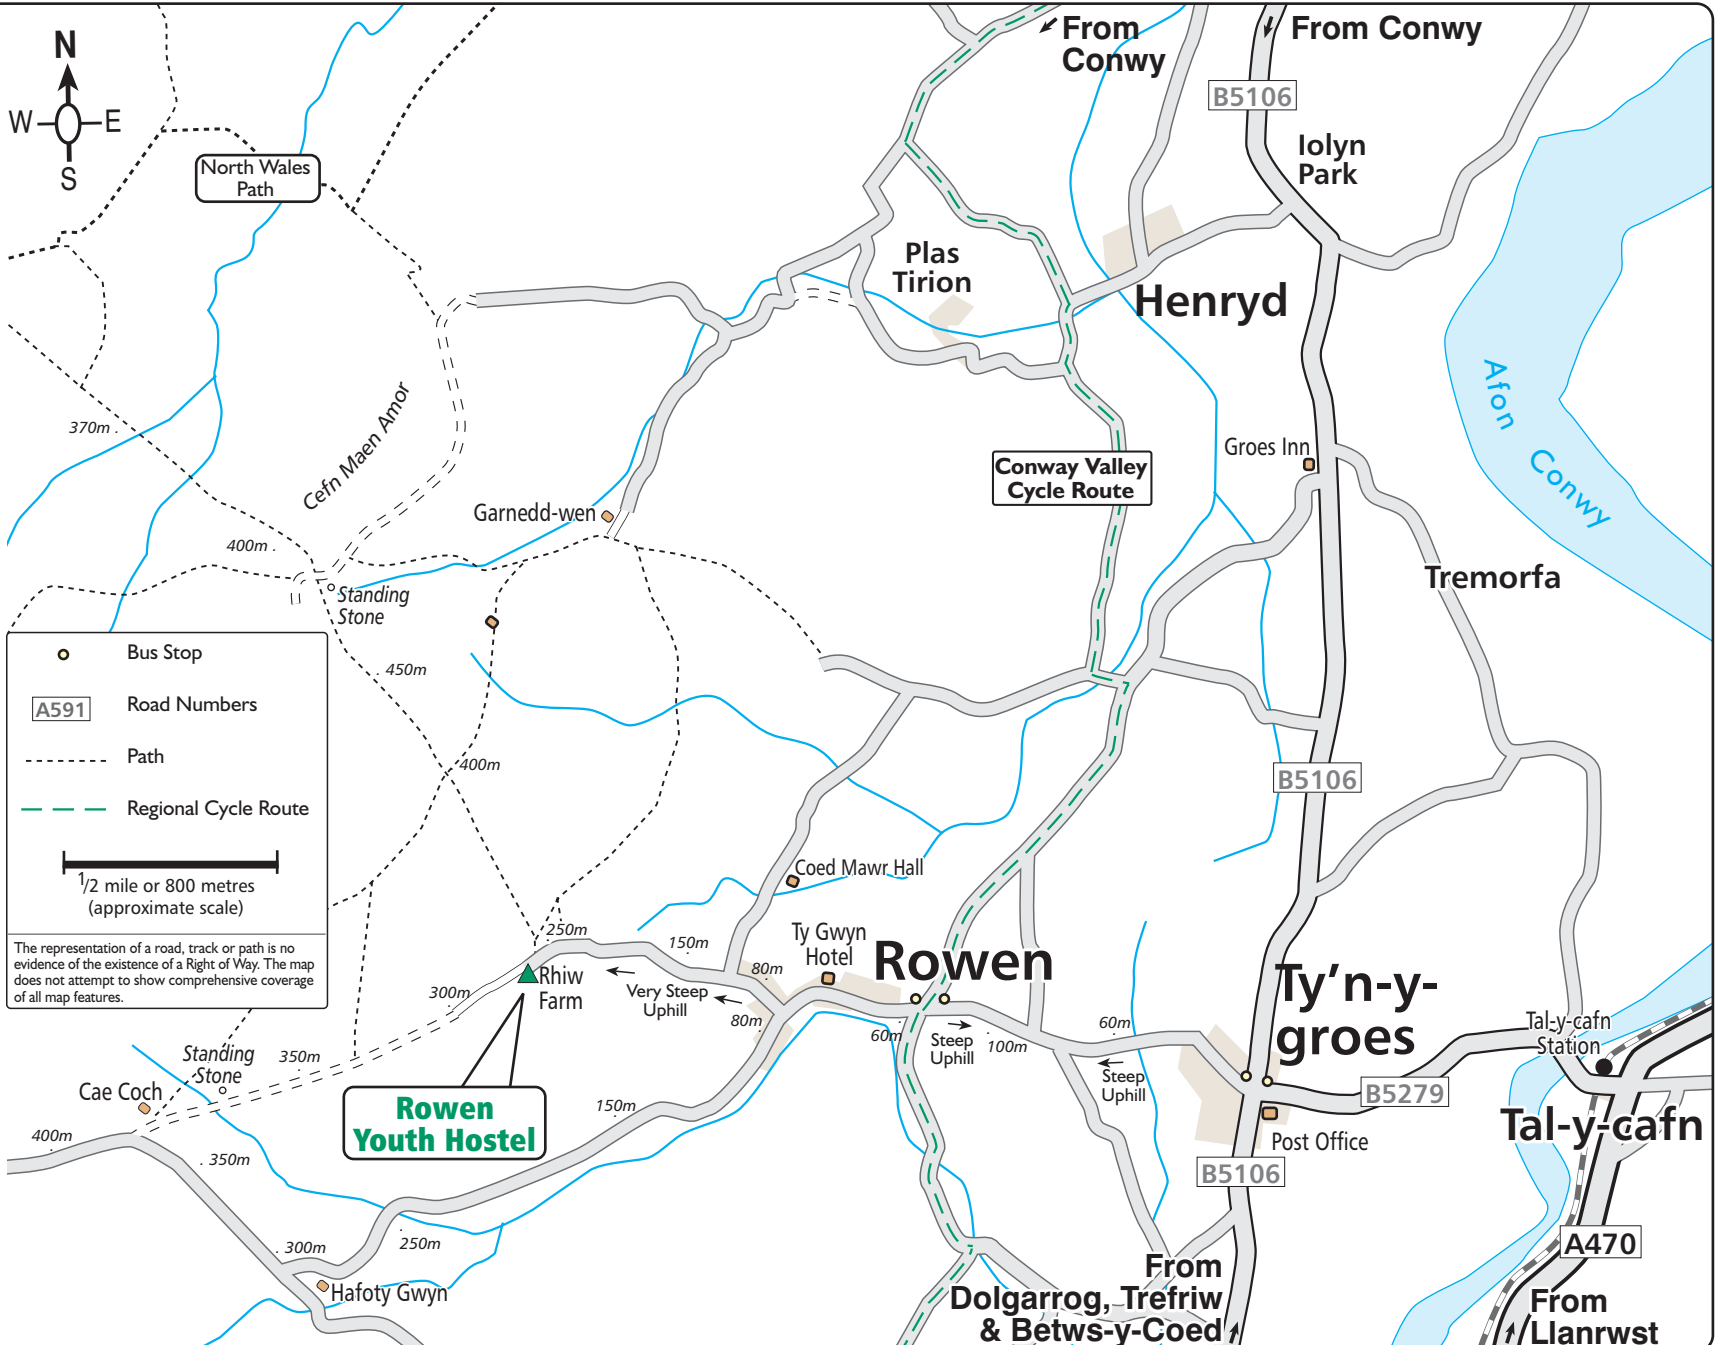 N
W
E
S
North Wales
Path
From
Conwy
From Conwy
B5106
Iolyn
Park
Plas
Tirion
Henryd
Afon
Conwy
370m
Cefn Maen Amor
Conway Valley
Cycle Route
Groes Inn
Garnedd-wen
400m
Standing
Stone
Tremorfa
450m
400m
Bus Stop
A591
Road Numbers
Path
Regional Cycle Route
1/2 mile or 800 metres
(approximate scale)
The representation of a road, track or path is no
evidence of the existence of a Right of Way. The map
does not attempt to show comprehensive coverage
of all map features.
B5106
Coed Mawr Hall
Ty Gwyn
Hotel
Rowen
250m
150m
80m
Rhiw
Farm
300m
Very Steep
Uphill
80m
60m
Steep
Uphill
100m
60m
Steep
Uphill
Ty’n-y-
groes
Tal-y-cafn
Station
B5279
Tal-y-cafn
Post Office
B5106
Standing
Stone
350m
Cae Coch
400m
350m
Rowen
Youth Hostel
150m
300m
250m
Hafoty Gwyn
A470
From
Dolgarrog, Trefriw
& Betws-y-Coed
From
Llanrwst